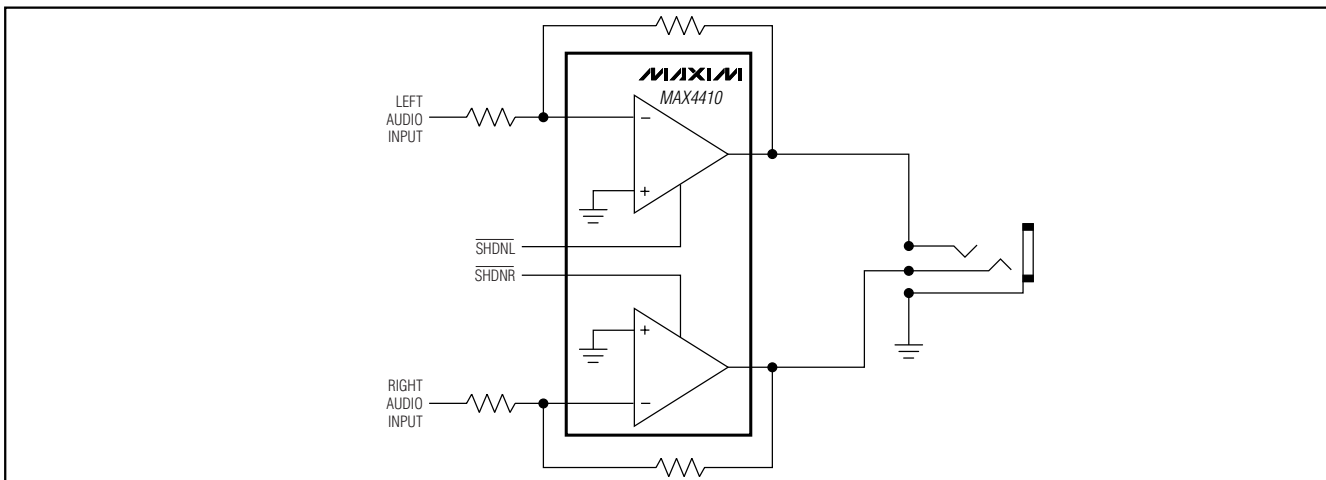 MAXIM
MAX4410
LEFT
AUDIO
INPUT
−
+
SHDNL
SHDNR
+
−
RIGHT
AUDIO
INPUT